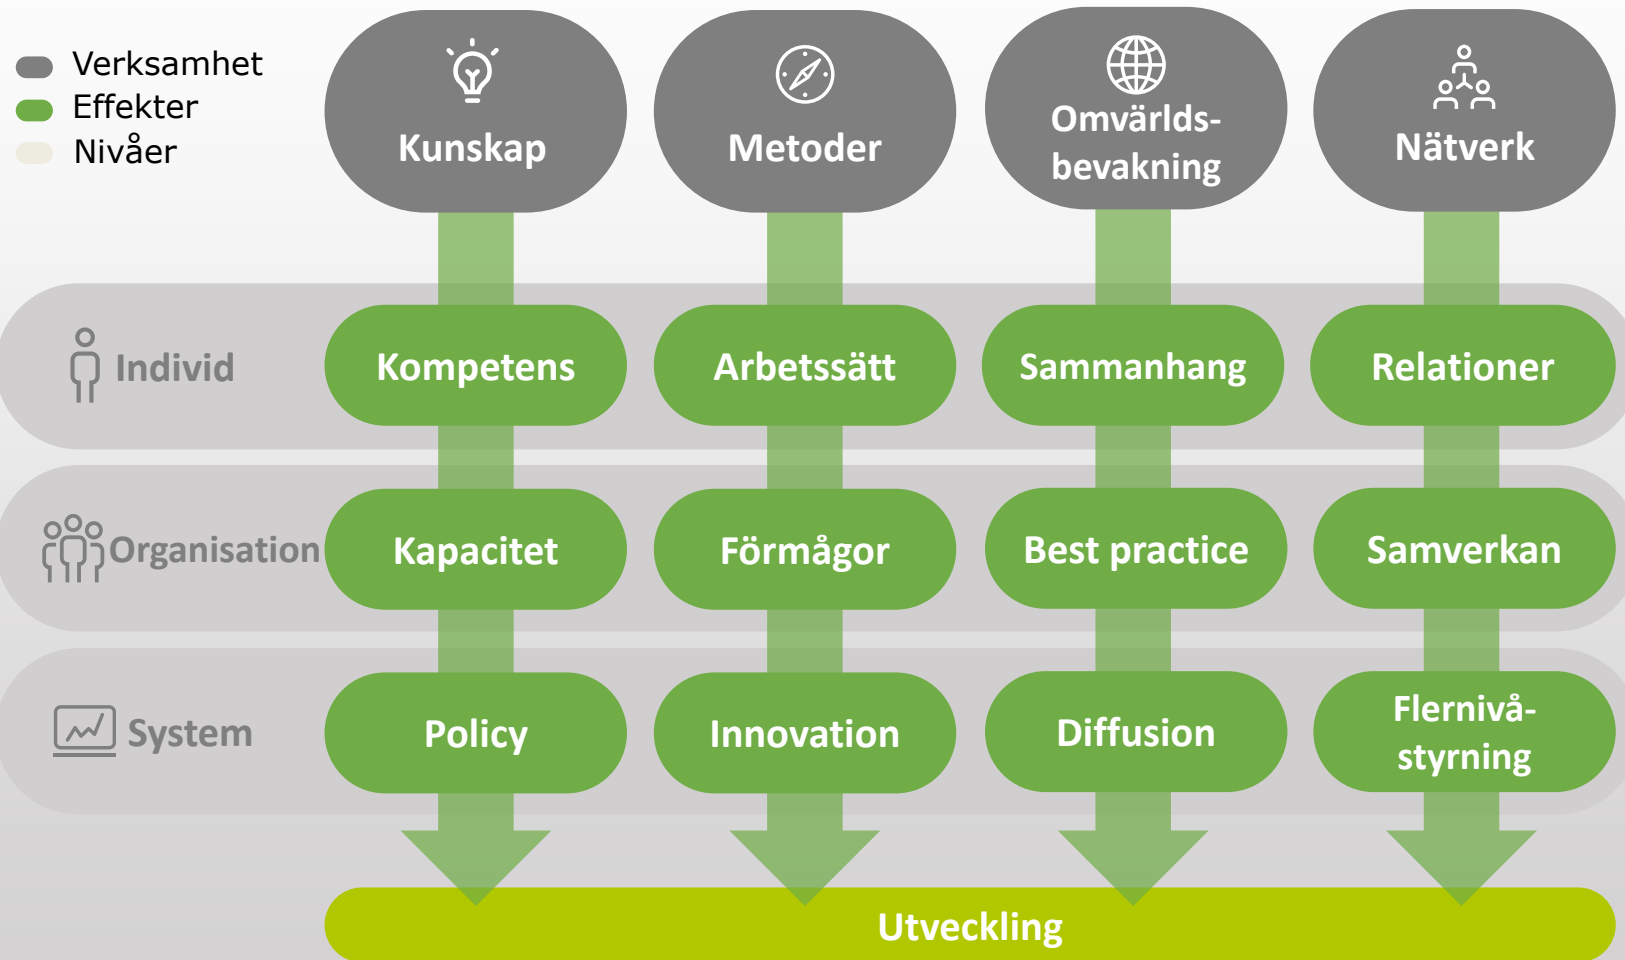 Verksamhet
Effekter
Nivåer
Kunskap
Metoder
Omvärlds-
bevakning
Nätverk
Individ
Kompetens
Arbetssätt
Sammanhang
Relationer
Organisation
Kapacitet
Förmågor
Best practice
Samverkan
System
Policy
Innovation
Diffusion
Flernivå-
styrning
Utveckling